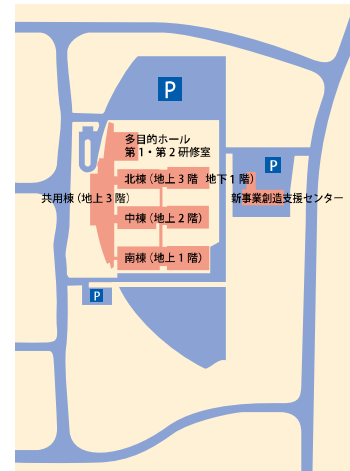 P
多目的ホール
第1・第2研修室
P
北棟（地上3階 地下1階）
共用棟（地上3階）
新事業創造支援センター
中棟（地上2階）
南棟（地上1階）
P